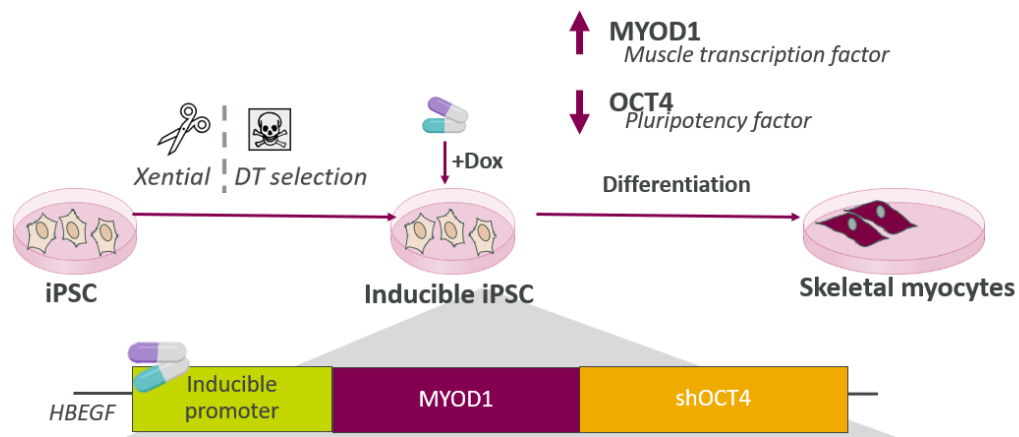 MYOD1
Muscle transcription factor
OCT4
Pluripotency factor
Xential
DT selection
+Dox
Differentiation
iPSC
Inducible iPSC
Skeletal myocytes
HBEGF
Inducible
promoter
MYOD1
shOCT4